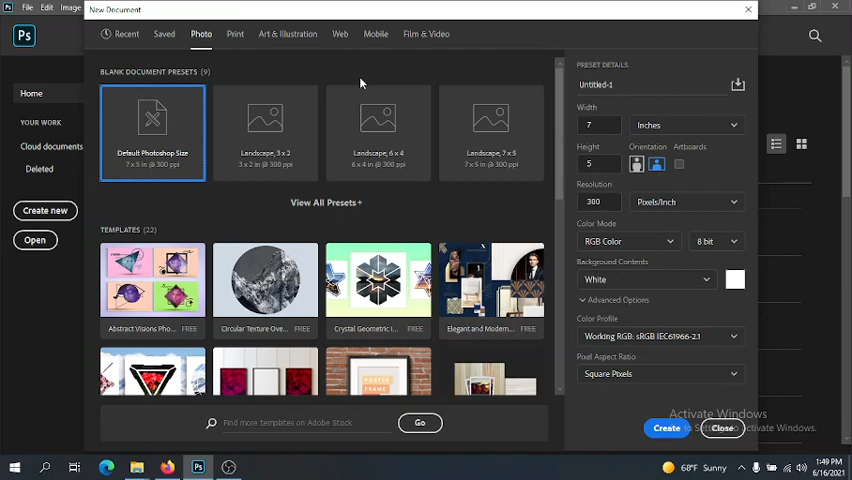 Ps File Edit Image
New Document
Ps
Recent Saved Photo Print Art & Illustration Web Mobile Film & Video
Home
YOUR WORK
Cloud documents
Deleted
Create new
Open
BLANK DOCUMENT PRESETS (9)
Default Photoshop Size
7 x 5 in @ 300 ppi
Landscape, 3 x 2
3 x 2 in @ 300 ppi
Landscape, 6 x 4
6 x 4 in @ 300 ppi
Landscape, 7 x 5
7 x 5 in @ 300 ppi
View All Presets+
TEMPLATES (22)
Abstract Visions Pho... FREE
Circular Texture Ove... FREE
Crystal Geometric I... FREE
Elegant and Modern... FREE
POSTER
FRAME
Find more templates on Adobe Stock
Go
PRESET DETAILS
Untitled-1
Width
7 Inches
Height Orientation Artboards
5
Resolution
300 Pixels/Inch
Color Mode
RGB Color 8 bit
Background Contents
White
Advanced Options
Color Profile
Working RGB: sRGB IEC61966-2.1
Pixel Aspect Ratio
Square Pixels
Create Close
Activate Windows
to Activate Windows.
Ps
68°F Sunny
1:49 PM
6/16/2021